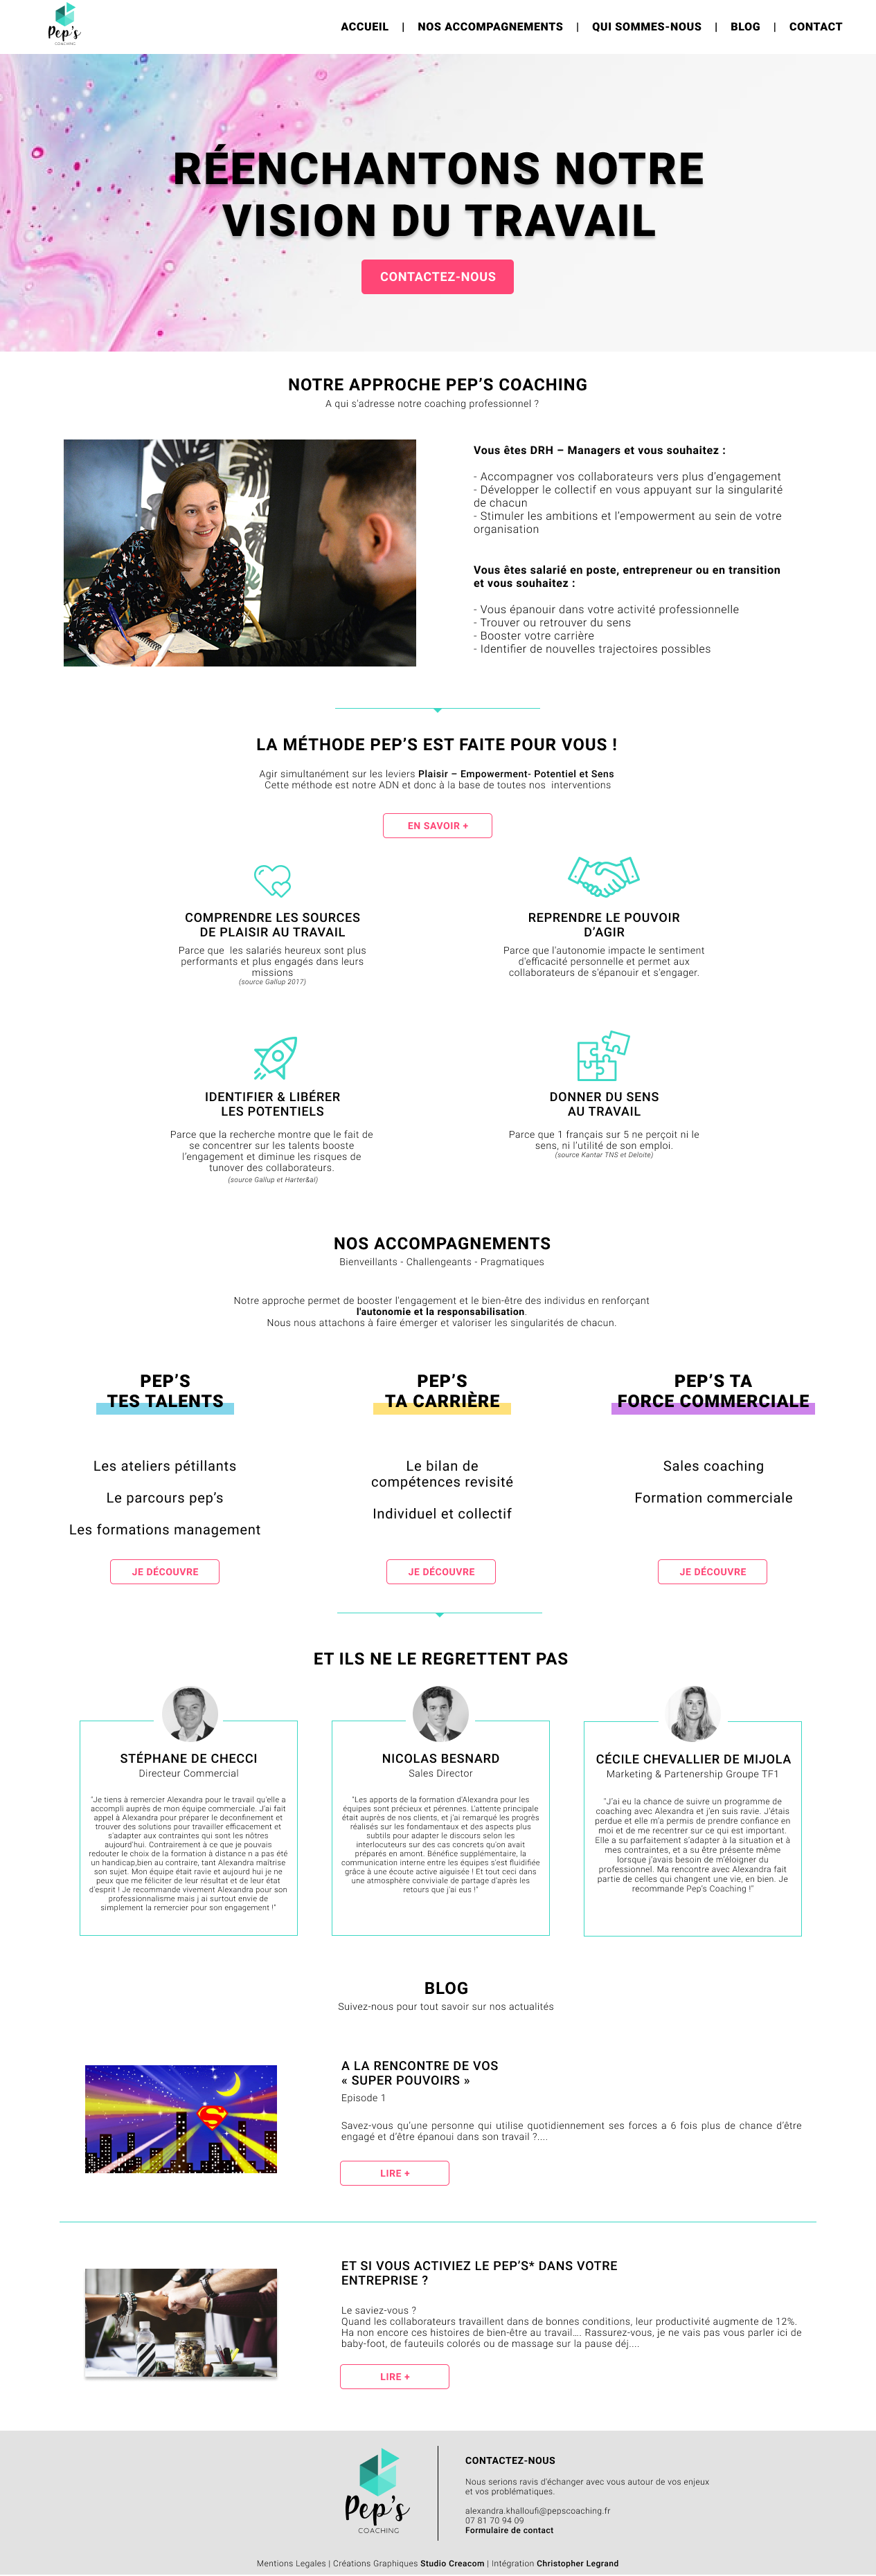 Pep's
COACHING
ACCUEIL | NOS ACCOMPAGNEMENTS | QUI SOMMES-NOUS | BLOG | CONTACT
RÉENCHANTONS NOTRE
VISION DU TRAVAIL
CONTACTEZ-NOUS
NOTRE APPROCHE PEP'S COACHING
A qui s'adresse notre coaching professionnel ?
Vous êtes DRH – Managers et vous souhaitez :
- Accompagner vos collaborateurs vers plus d'engagement
- Développer le collectif en vous appuyant sur la singularité
de chacun
- Stimuler les ambitions et l'empowerment au sein de votre
organisation
Vous êtes salarié en poste, entrepreneur ou en transition
et vous souhaitez :
- Vous épanouir dans votre activité professionnelle
- Trouver ou retrouver du sens
- Booster votre carrière
- Identifier de nouvelles trajectoires possibles
LA MÉTHODE PEP'S EST FAITE POUR VOUS !
Agir simultanément sur les leviers Plaisir – Empowerment- Potentiel et Sens
Cette méthode est notre ADN et donc à la base de toutes nos interventions
EN SAVOIR +
COMPRENDRE LES SOURCES
DE PLAISIR AU TRAVAIL
Parce que les salariés heureux sont plus
performants et plus engagés dans leurs
missions
(source Gallup 2017)
REPRENDRE LE POUVOIR
D'AGIR
Parce que l'autonomie impacte le sentiment
d'efficacité personnelle et permet aux
collaborateurs de s'épanouir et s'engager.
IDENTIFIER & LIBÉRER
LES POTENTIELS
Parce que la recherche montre que le fait de
se concentrer sur les talents booste
l'engagement et diminue les risques de
tunover des collaborateurs.
(source Gallup et Harter&al)
DONNER DU SENS
AU TRAVAIL
Parce que 1 français sur 5 ne perçoit ni le
sens, ni l'utilité de son emploi.
(source Kantar TNS et Deloite)
NOS ACCOMPAGNEMENTS
Bienveillants - Challengeants - Pragmatiques
Notre approche permet de booster l'engagement et le bien-être des individus en renforçant
l'autonomie et la responsabilisation.
Nous nous attachons à faire émerger et valoriser les singularités de chacun.
PEP'S
TES TALENTS
Les ateliers pétillants
Le parcours pep's
Les formations management
JE DÉCOUVRE
PEP'S
TA CARRIÈRE
Le bilan de
compétences revisité
Individuel et collectif
JE DÉCOUVRE
PEP'S TA
FORCE COMMERCIALE
Sales coaching
Formation commerciale
JE DÉCOUVRE
ET ILS NE LE REGRETTENT PAS
STÉPHANE DE CHECCI
Directeur Commercial
"Je tiens à remercier Alexandra pour le travail qu'elle a
accompli auprès de mon équipe commerciale. J'ai fait
appel à Alexandra pour préparer le deconfinement et
trouver des solutions pour travailler efficacement et
s'adapter aux contraintes qui sont les nôtres
aujourd'hui. Contrairement à ce que je pouvais
redouter le choix de la formation à distance n a pas été
un handicap,bien au contraire, tant Alexandra maîtrise
son sujet. Mon équipe était ravie et aujourd hui je ne
peux que me féliciter de leur résultat et de leur état
d'esprit ! Je recommande vivement Alexandra pour son
professionnalisme mais j ai surtout envie de
simplement la remercier pour son engagement !"
NICOLAS BESNARD
Sales Director
"Les apports de la formation d'Alexandra pour les
équipes sont précieux et pérennes. L'attente principale
était auprès de nos clients, et j'ai remarqué les progrès
réalisés sur les fondamentaux et des aspects plus
subtils pour adapter le discours selon les
interlocuteurs sur des cas concrets qu'on avait
préparés en amont. Bénéfice supplémentaire, la
communication interne entre les équipes s'est fluidifiée
grâce à une écoute active aiguisée ! Et tout ceci dans
une atmosphère conviviale de partage d'après les
retours que j'ai eus !"
CÉCILE CHEVALLIER DE MIJOLA
Marketing & Partenership Groupe TF1
"J'ai eu la chance de suivre un programme de
coaching avec Alexandra et j'en suis ravie. J'étais
perdue et elle m'a permis de prendre confiance en
moi et de me recentrer sur ce qui est important.
Elle a su parfaitement s'adapter à la situation et à
mes contraintes, et a su être présente même
lorsque j'avais besoin de m'éloigner du
professionnel. Ma rencontre avec Alexandra fait
partie de celles qui changent une vie, en bien. Je
recommande Pep's Coaching !"
BLOG
Suivez-nous pour tout savoir sur nos actualités
A LA RENCONTRE DE VOS
« SUPER POUVOIRS »
Episode 1
Savez-vous qu'une personne qui utilise quotidiennement ses forces a 6 fois plus de chance d'être
engagé et d'être épanoui dans son travail ?....
LIRE +
ET SI VOUS ACTIVIEZ LE PEP'S* DANS VOTRE
ENTREPRISE ?
Le saviez-vous ?
Quand les collaborateurs travaillent dans de bonnes conditions, leur productivité augmente de 12%.
Ha non encore ces histoires de bien-être au travail…. Rassurez-vous, je ne vais pas vous parler ici de
baby-foot, de fauteuils colorés ou de massage sur la pause déj....
LIRE +
Pep's
COACHING
CONTACTEZ-NOUS
Nous serions ravis d'échanger avec vous autour de vos enjeux
et vos problématiques.
alexandra.khalloufi@pepscoaching.fr
07 81 70 94 09
Formulaire de contact
Mentions Legales | Créations Graphiques Studio Creacom | Intégration Christopher Legrand